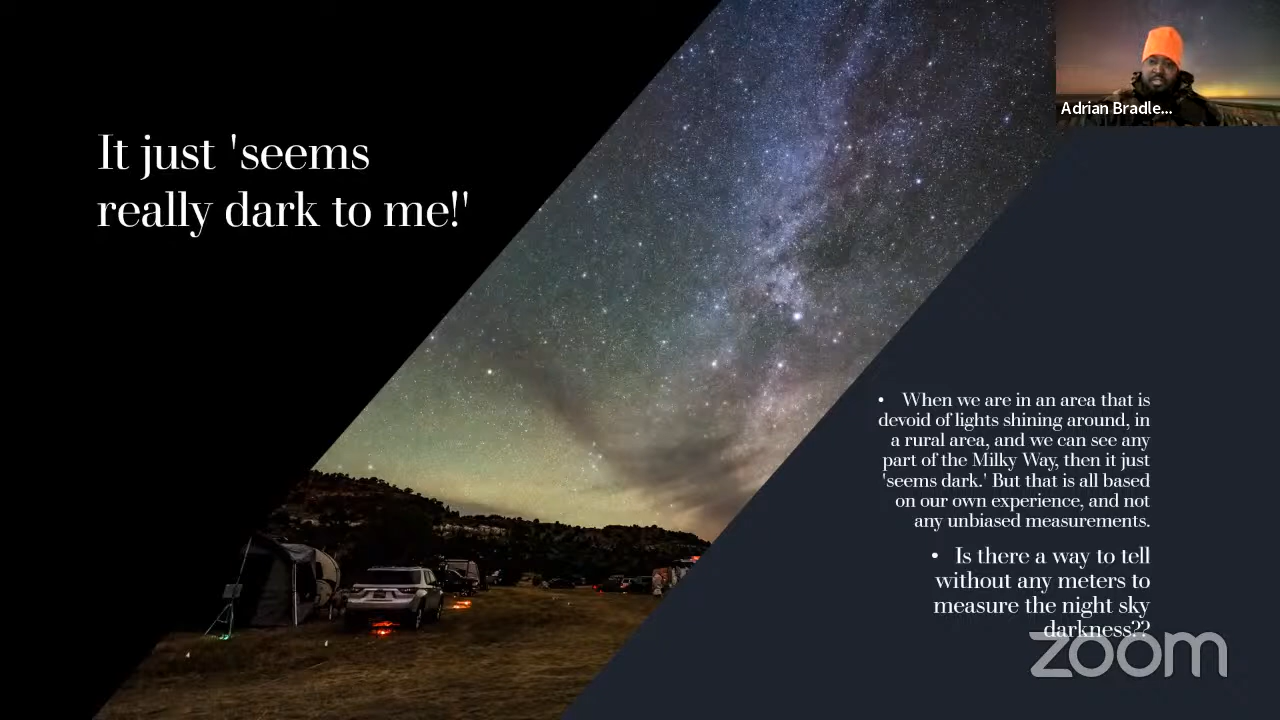 It just 'seems
really dark to me!'
Adrian Bradle...
• When we are in an area that is
devoid of lights shining around, in
a rural area, and we can see any
part of the Milky Way, then it just
'seems dark.' But that is all based
on our own experience, and not
any unbiased measurements.
• Is there a way to tell
without any meters to
measure the night sky
darkness??
zoom